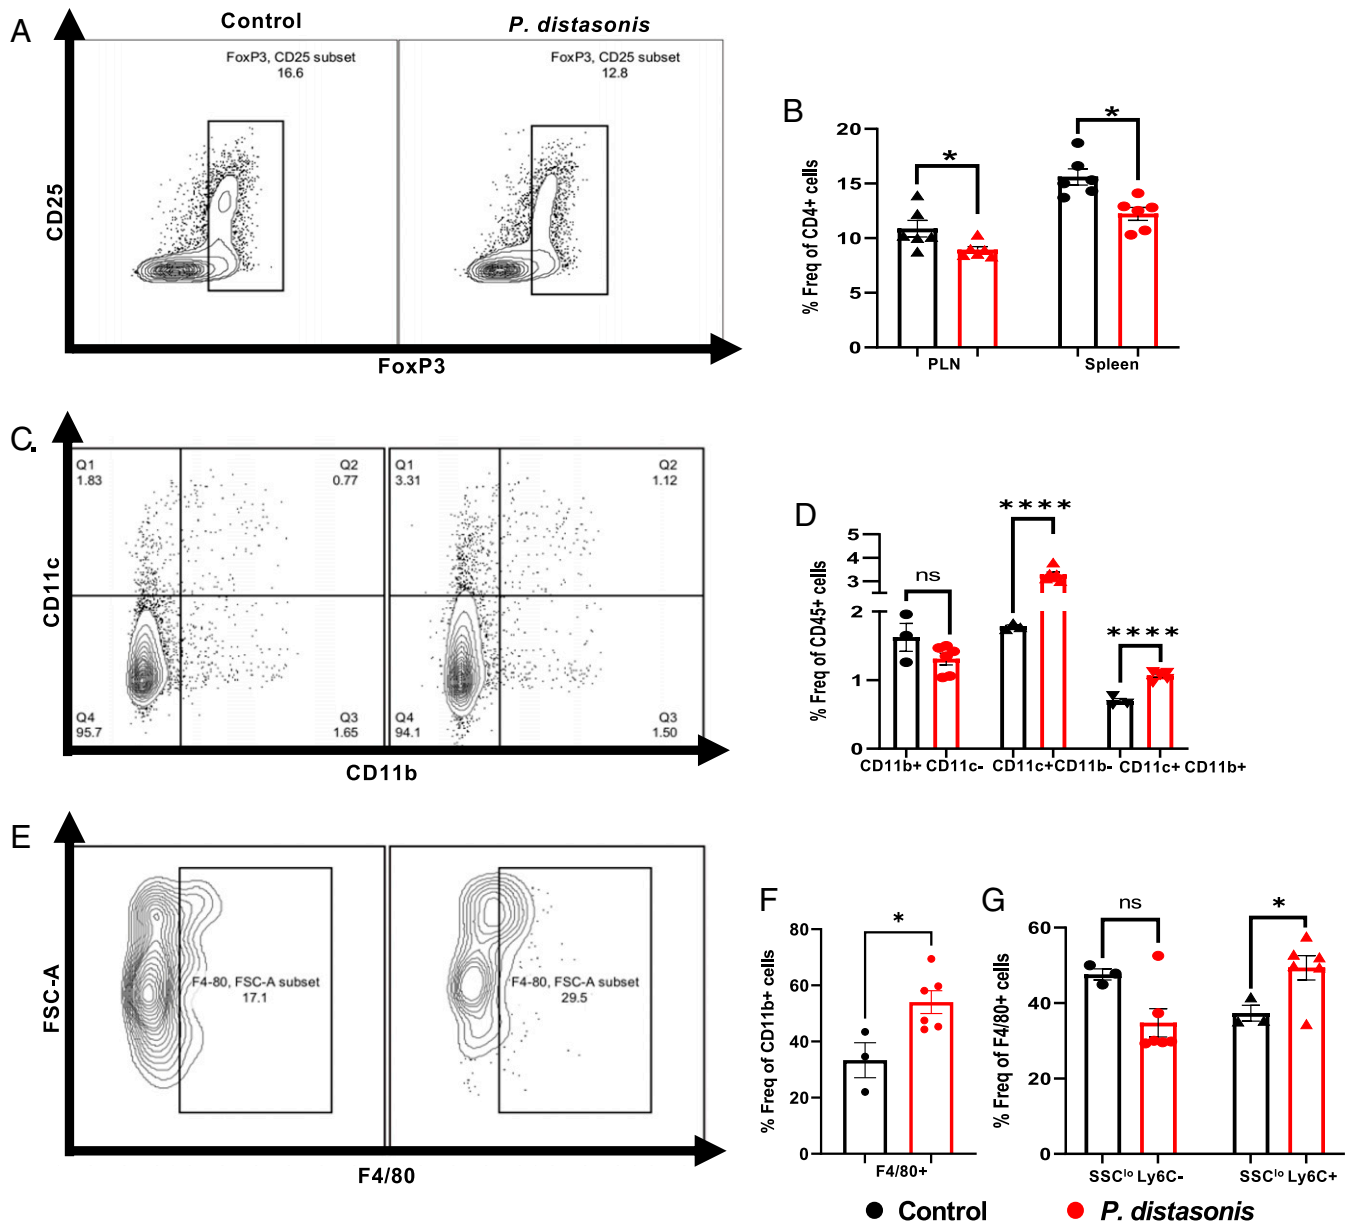 A
Control
P. distasonis
FoxP3, CD25 subset
16.6
FoxP3, CD25 subset
12.8
CD25
FoxP3
B
% Freq of CD4+ cells
20
15
10
5
0
*
*
PLN
Spleen
C.
Q1
1.83
Q2
0.77
Q4
95.7
Q3
1.65
Q1
3.31
Q2
1.12
Q4
94.1
Q3
1.50
CD11c
CD11b
D
% Freq of CD45+ cells
5
4
3
2
1
0
ns
****
****
CD11b+ CD11c-
CD11c+CD11b-
CD11c+ CD11b+
E
F4-80, FSC-A subset
17.1
F4-80, FSC-A subset
29.5
FSC-A
F4/80
F
% Freq of CD11b+ cells
80
60
40
20
0
*
F4/80+
G
% Freq of F4/80+ cells
60
40
20
0
ns
*
SSCˡᵒ Ly6C-
SSCˡᵒ Ly6C+
Control
P. distasonis